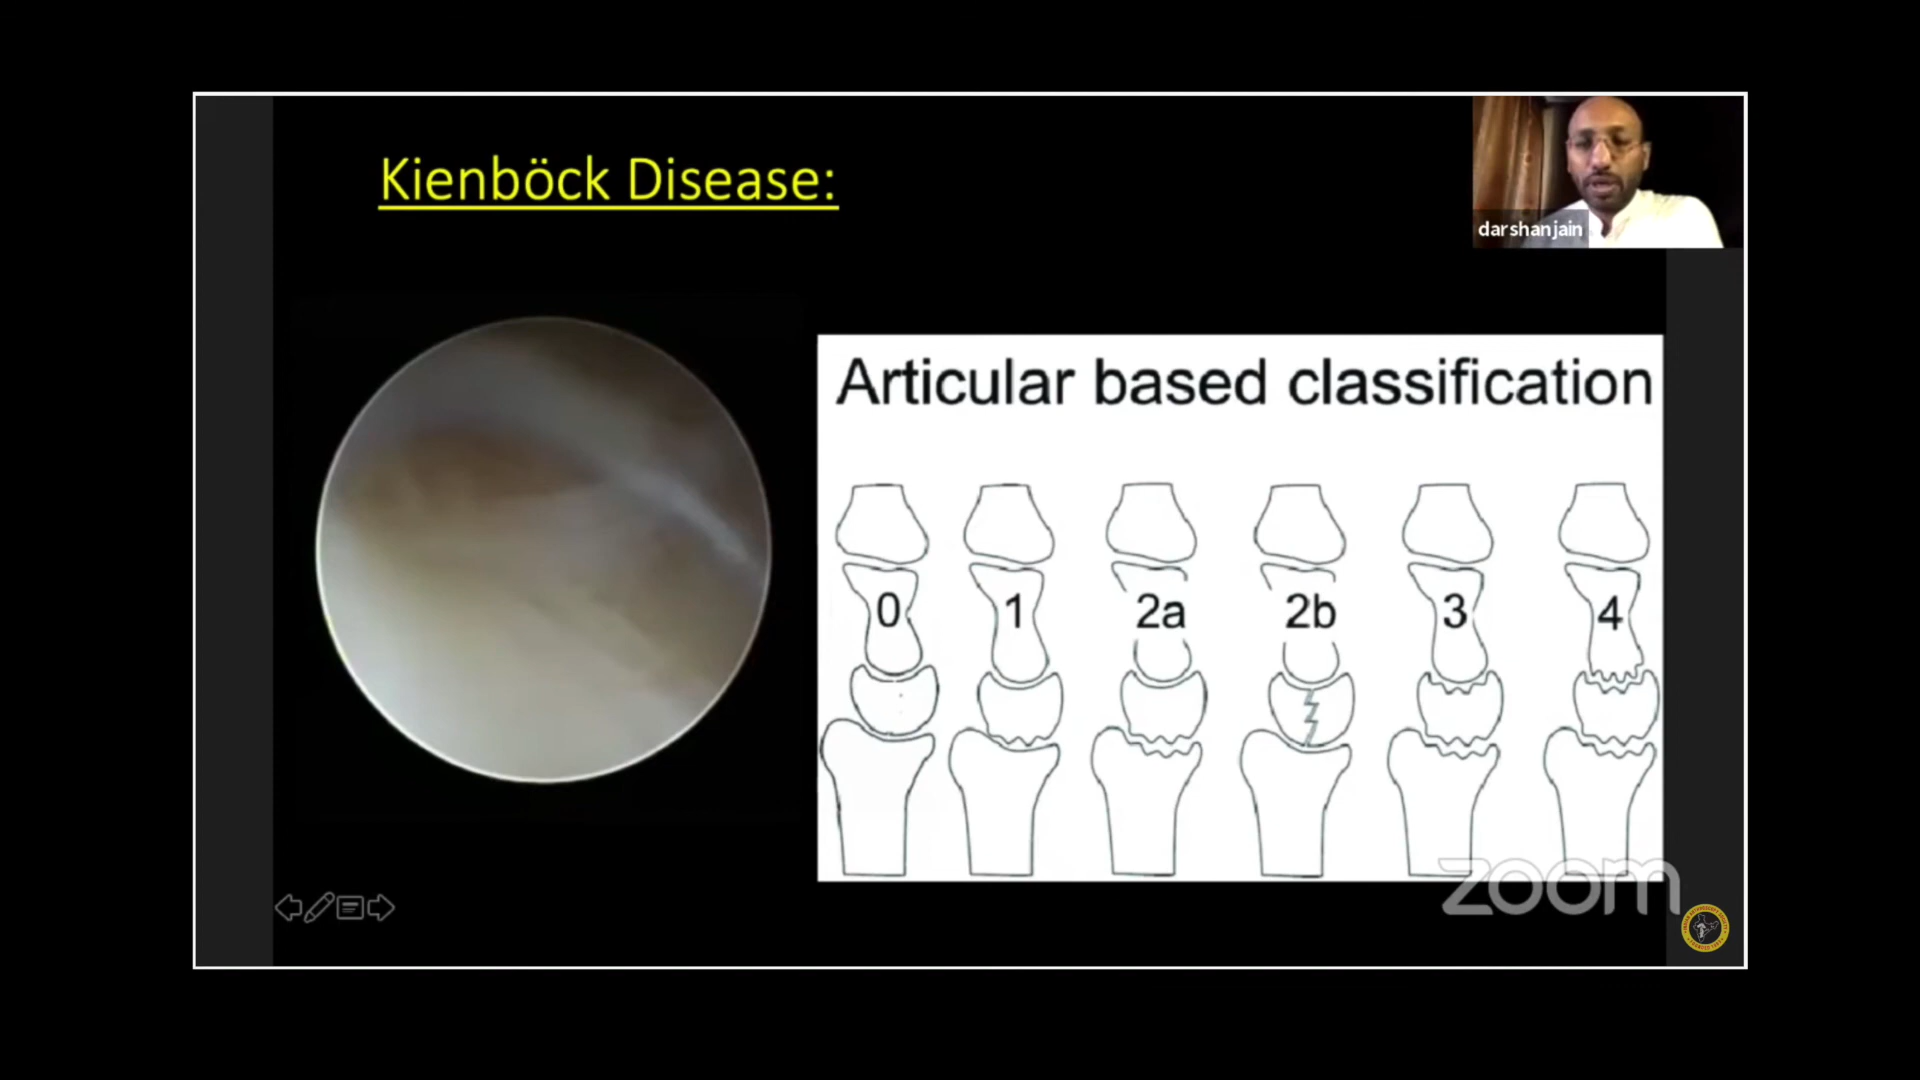 Kienböck Disease:
darshanjain
Articular based classification
0 1 2a 2b 3 4
zoom